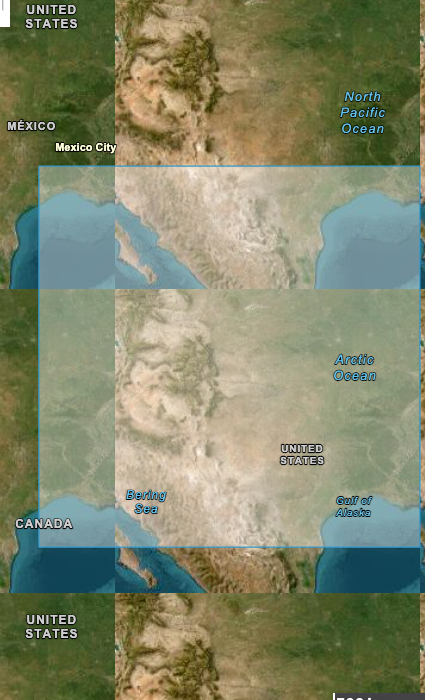 UNITED
STATES
North
Pacific
Ocean
MÉXICO
Mexico City
Arctic
Ocean
UNITED
STATES
Bering
Sea
Gulf of
Alaska
CANADA
UNITED
STATES